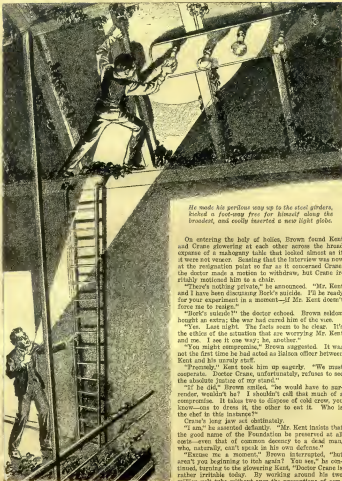 He made his perilous way up to the steel girders,
kicked a foot-way free for himself along the
broadest, and coolly inserted a new light globe.
On entering the holy of holies, Brown found Kent
and Crane glowering at each other across the broad
expanse of a mahogany table that looked almost as if
it were not veneer. Sensing that the interview was now
at the resignation point so far as it concerned Crane,
the doctor made a motion to withdraw, but Crane ir-
ritably motioned him to a chair.
"There's nothing private," he announced. "Mr. Kent
and I have been discussing Bork's suicide. I'll be ready
for your experiment in a moment—if Mr. Kent doesn't
force me to resign."
"Bork's suicide!" the doctor echoed. Brown seldom
bought an extra; the war had cured him of the vice.
"Yes. Last night. The facts seem to be clear. It's
the ethics of the situation that are worrying Mr. Kent
and me. I see it one way; he, another."
"You might compromise," Brown suggested. It was
not the first time he had acted as liaison officer between
Kent and his unruly staff.
"Precisely," Kent took him up eagerly. "We must
cooperate. Doctor Crane, unfortunately, refuses to see
the absolute justice of my stand."
"If he did," Brown smiled, "he would have to sur-
render, wouldn't he? I shouldn't call that much of a
compromise. It takes two to dispose of cold crow, you
know—one to dress it, the other to eat it. Who is
the chef in this instance?"
Crane's long jaw set obstinately.
"I am," he asserted defiantly. "Mr. Kent insists that
the good name of the Foundation be preserved at all
costs—even that of common decency to a dead man,
who, naturally, can't speak in his own defense."
"Excuse me a moment," Brown interrupted, "but
aren't you beginning to itch again? You see," he con-
tinued, turning to the glowering Kent, "Doctor Crane is
rather irritable today. By working around his two